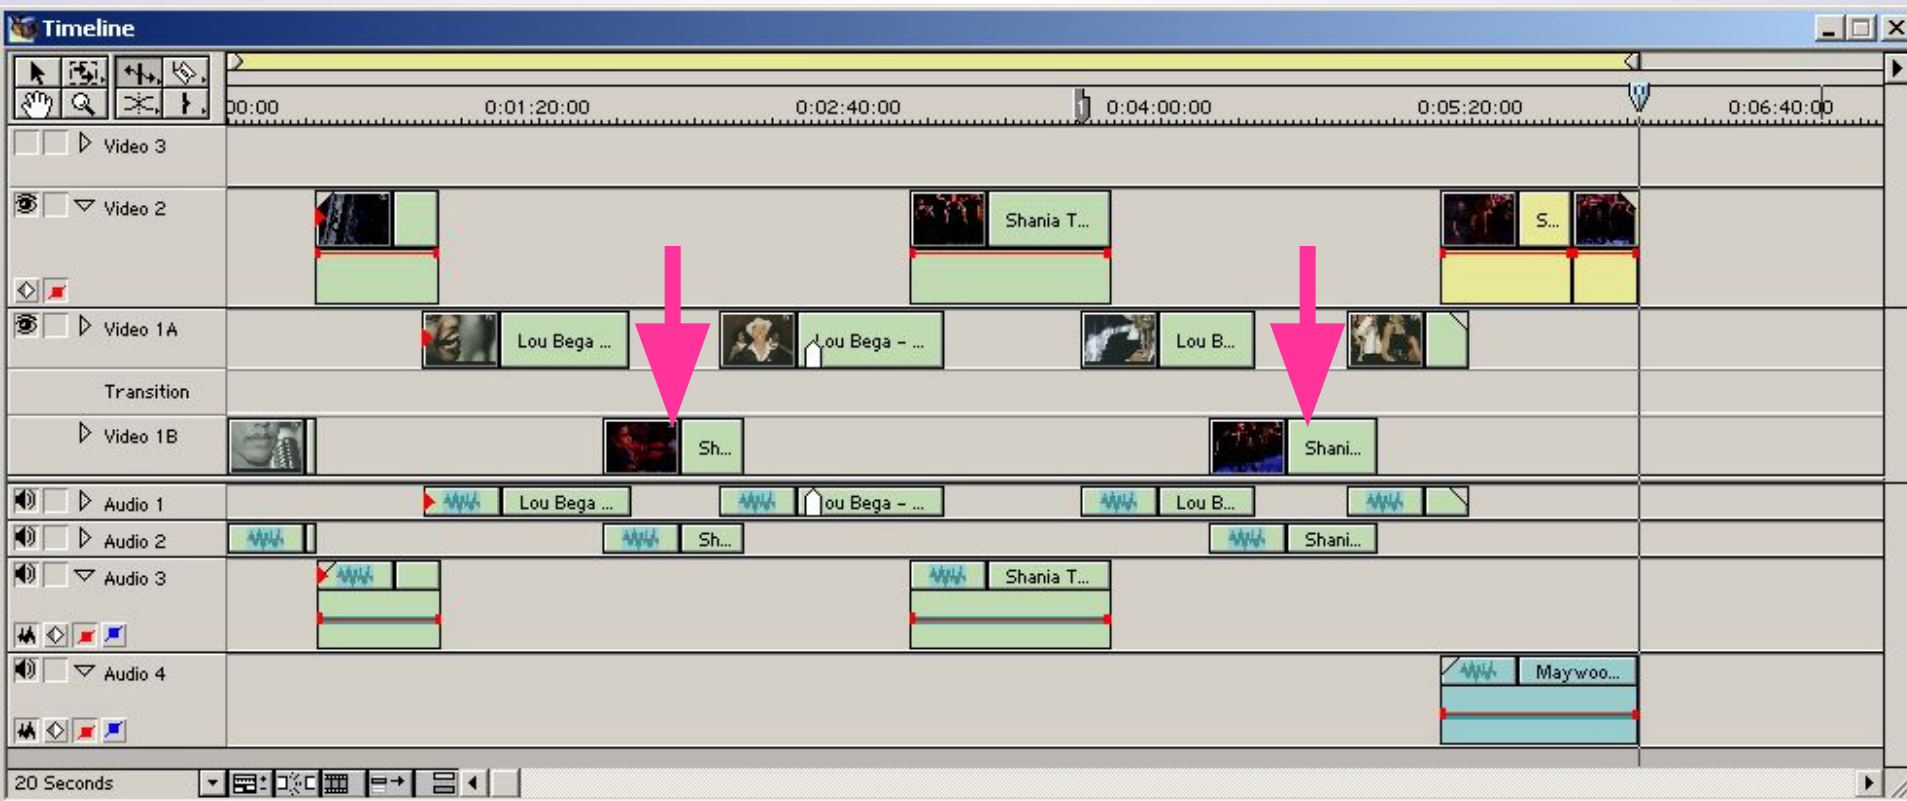 Timeline
00:00 0:01:20:00 0:02:40:00 1 0:04:00:00 0:05:20:00 0:06:40:00
Video 3
Video 2 Shania T... S...
Video 1A Lou Bega ... Lou Bega - ... Lou B...
Transition
Video 1B Sh... Shani...
Audio 1 Lou Bega ... ou Bega - ... Lou B...
Audio 2 Sh... Shani...
Audio 3 Shania T...
Audio 4 Maywoo...
20 Seconds